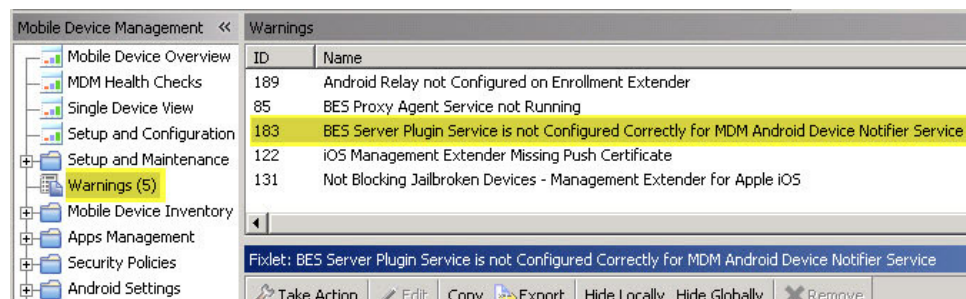 Mobile Device Management «
Mobile Device Overview
MDM Health Checks
Single Device View
Setup and Configuration
Setup and Maintenance
Warnings (5)
Mobile Device Inventory
Apps Management
Security Policies
Android Settings
Warnings
ID Name
189 Android Relay not Configured on Enrollment Extender
85 BES Proxy Agent Service not Running
183 BES Server Plugin Service is not Configured Correctly for MDM Android Device Notifier Service
122 iOS Management Extender Missing Push Certificate
131 Not Blocking Jailbroken Devices - Management Extender for Apple iOS
Fixlet: BES Server Plugin Service is not Configured Correctly for MDM Android Device Notifier Service
Take Action Edit Copy Export Hide Locally Hide Globally Remove